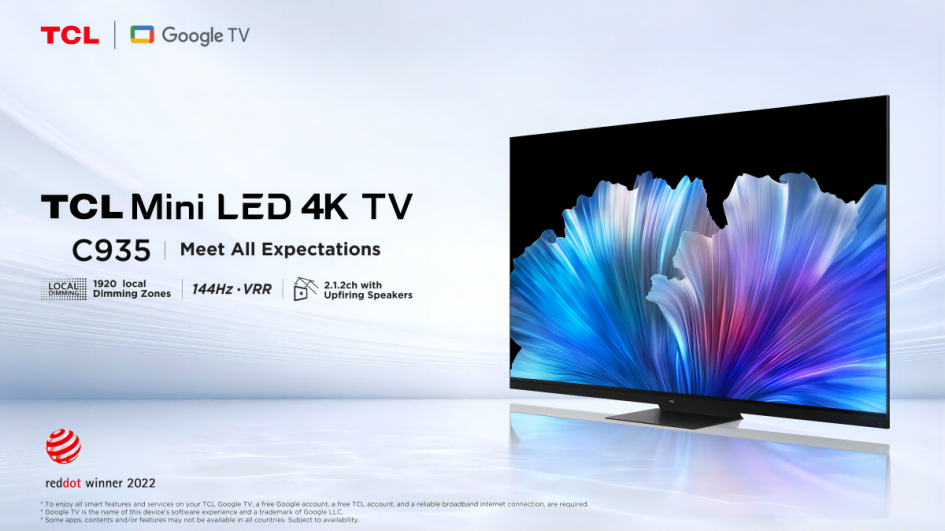 TCL | Google TV
TCL Mini LED 4K TV
C935 | Meet All Expectations
LOCAL DIMMING
1920 local
Dimming Zones
144Hz · VRR
2.1.2ch with
Upfiring Speakers
TCL
reddot winner 2022
* To enjoy all smart features and services on your TCL Google TV, a free Google account, a free TCL account, and a reliable broadband internet connection, are required.
* Google TV is the name of this device's software experience and a trademark of Google LLC.
* Some apps, contents and/or features may not be available in all countries. Subject to availability.